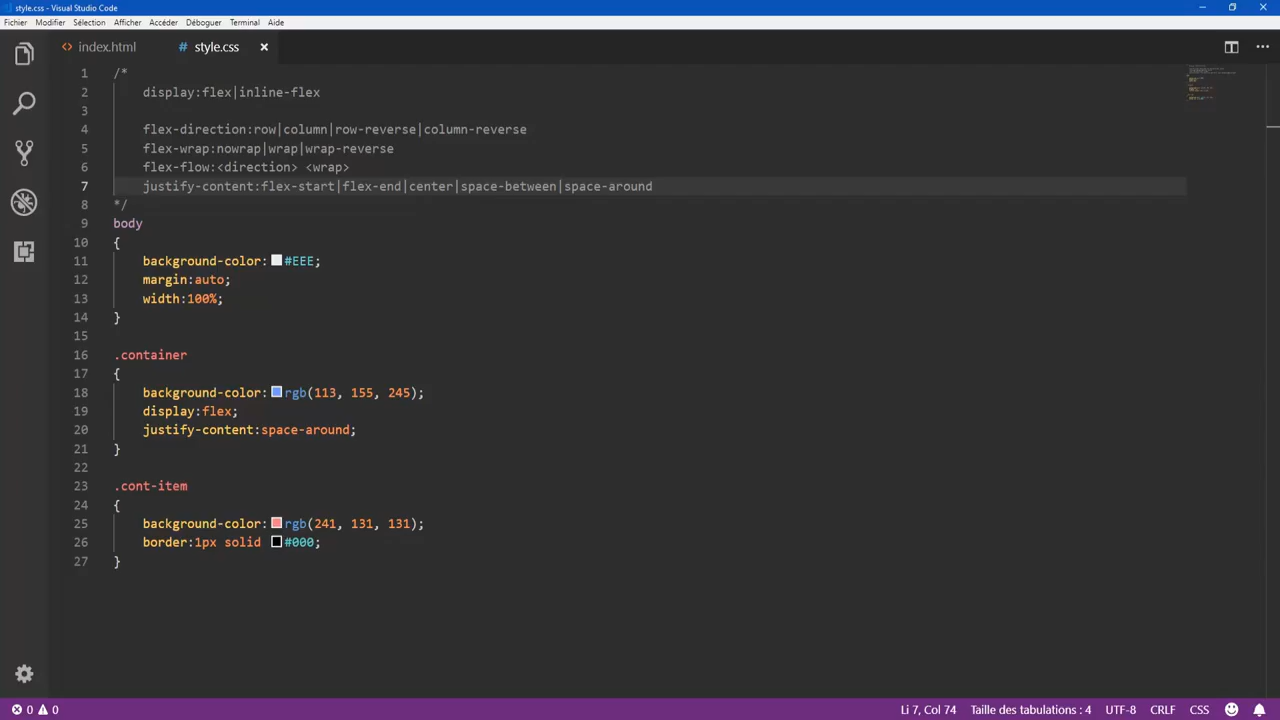 style.css - Visual Studio Code
Fichier Modifier Sélection Afficher Accéder Déboguer Terminal Aide
<> index.html # style.css
1 /*
2 display:flex|inline-flex
3
4 flex-direction:row|column|row-reverse|column-reverse
5 flex-wrap:nowrap|wrap|wrap-reverse
6 flex-flow:<direction> <wrap>
7 justify-content:flex-start|flex-end|center|space-between|space-around
8 */
9 body
10 {
11 background-color: #EEE;
12 margin:auto;
13 width:100%;
14 }
15
16 .container
17 {
18 background-color: rgb(113, 155, 245);
19 display:flex;
20 justify-content:space-around;
21 }
22
23 .cont-item
24 {
25 background-color: rgb(241, 131, 131);
26 border:1px solid #000;
27 }
0 0 Li 7, Col 74 Taille des tabulations : 4 UTF-8 CRLF CSS